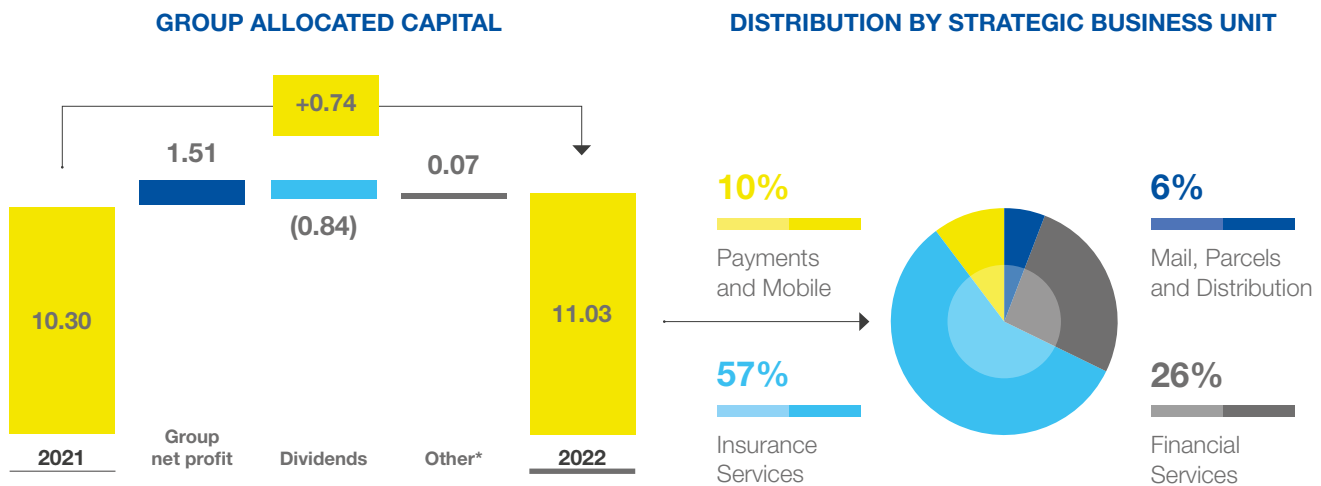 GROUP ALLOCATED CAPITAL
+0.74
1.51
0.07
(0.84)
10.30
11.03
2021
Group
net profit
Dividends
Other*
2022
DISTRIBUTION BY STRATEGIC BUSINESS UNIT
10%
Payments
and Mobile
57%
Insurance
Services
6%
Mail, Parcels
and Distribution
26%
Financial
Services